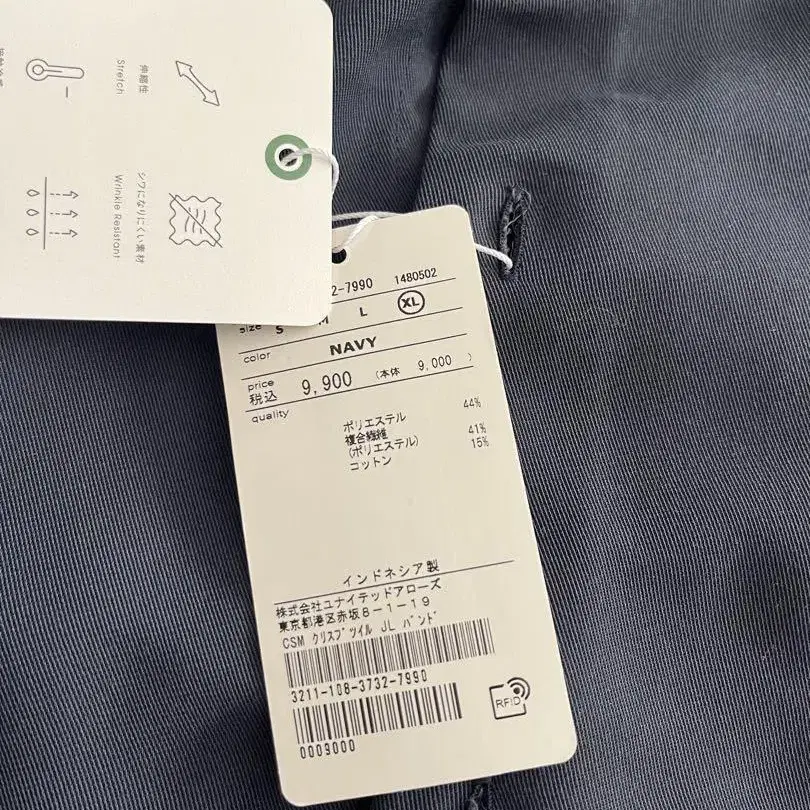 伸縮性
Stretch
シワになりにくい素材
Wrinkle Resistant
2-7990 1480502
size S M L XL
color NAVY
price
税込 9,900 (本体 9,000 )
quality
ポリエステル 44%
複合繊維
(ポリエステル) 41%
コットン 15%
インドネシア製
株式会社ユナイテッドアローズ
東京都港区赤坂8-1-19
CSM クリスプツイル JL バンド
3211-108-3732-7990
0009000
RFID